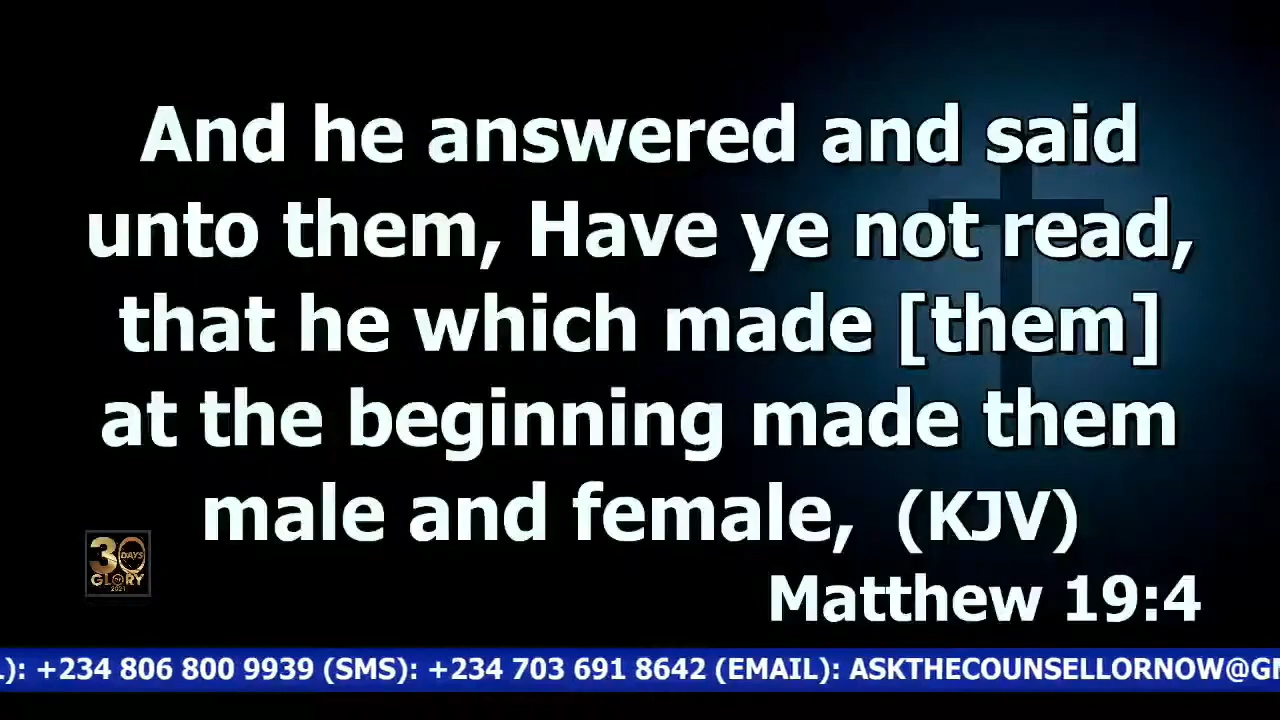 And he answered and said
unto them, Have ye not read,
that he which made [them]
at the beginning made them
male and female, (KJV)
Matthew 19:4
30
DAYS
GLORY
2021
): +234 806 800 9939 (SMS): +234 703 691 8642 (EMAIL): ASKTHECOUNSELLORNOW@G